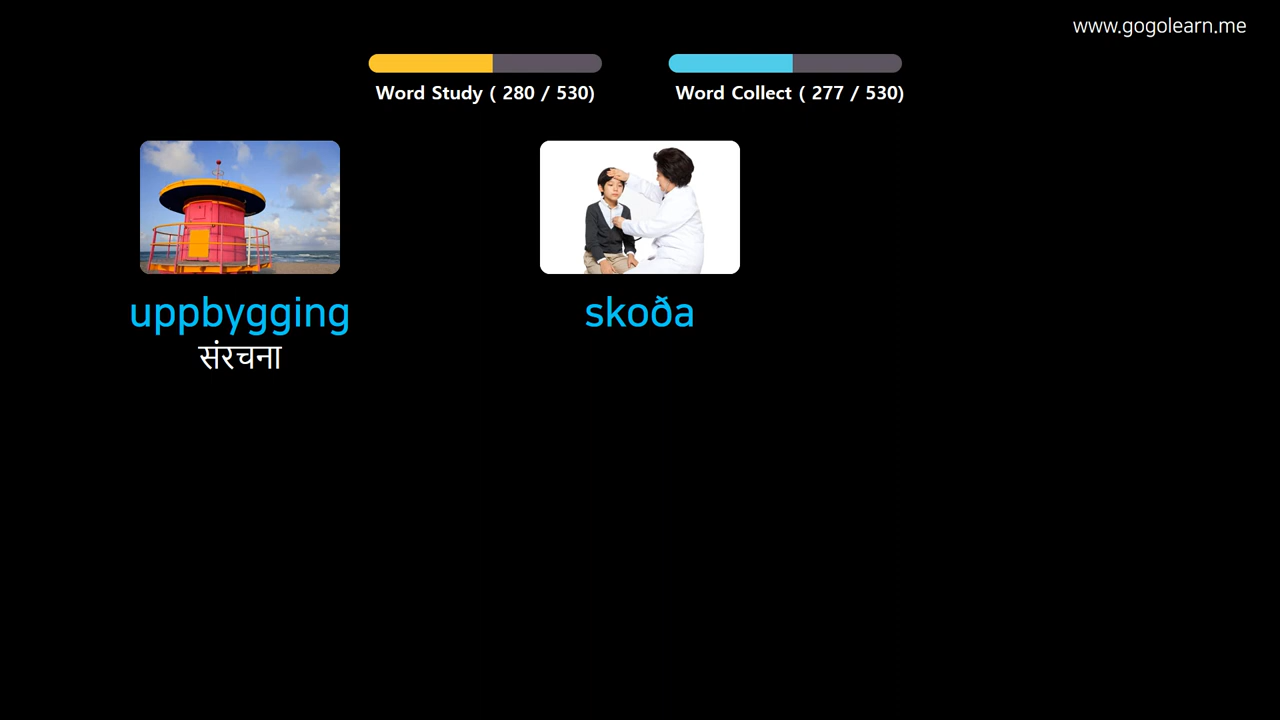 www.gogolearn.me
Word Study ( 280 / 530)
Word Collect ( 277 / 530)
uppbygging
skoða
संरचना